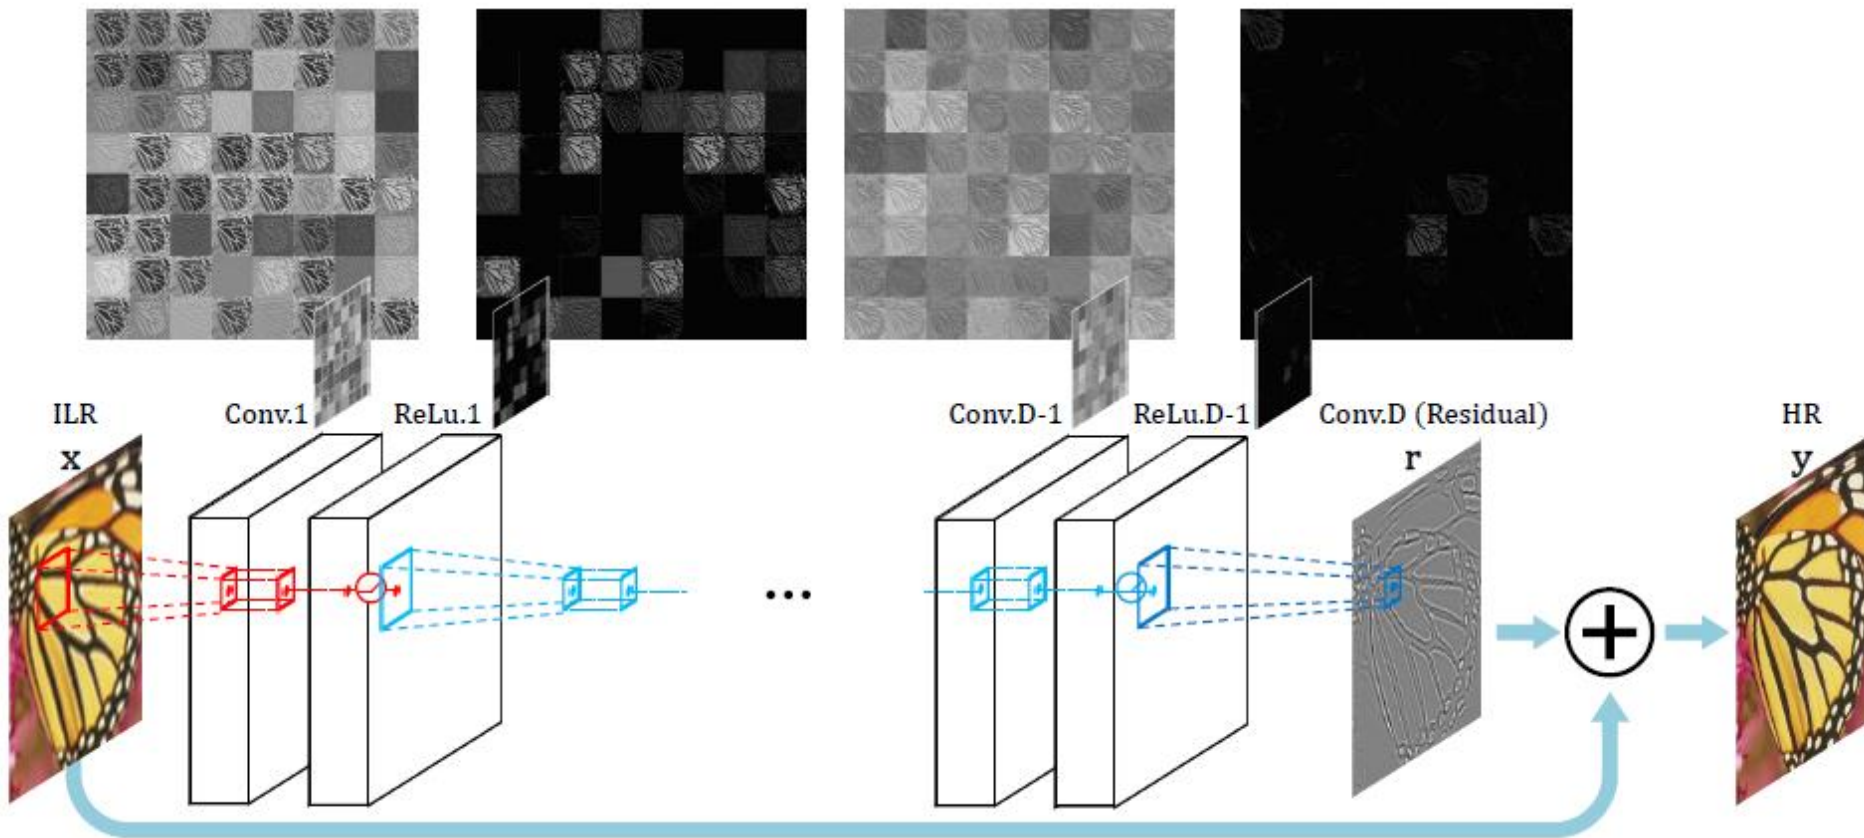 ILR
x
Conv.1
ReLu.1
...
Conv.D-1
ReLU.D-1
Conv.D (Residual)
r
HR
y